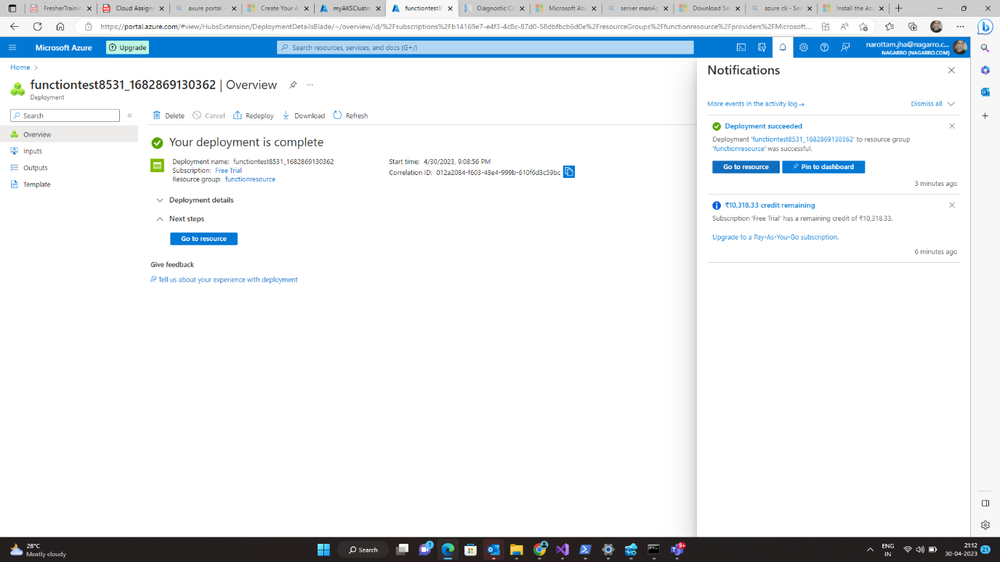 FresherTrainin
Cloud Assignn
axure portal -
Create Your A
myAKSCluster
functiontest85
Diagnostic Co
Microsoft Azu
server manAg
Download Ser
azure cli - Sea
Install the Azu
https://portal.azure.com/#view/HubsExtension/DeploymentDetailsBlade/~/overview/id/%2Fsubscriptions%2Fb14169e7-e4f3-4c8c-87d0-58dbfbcb6d0e%2FresourceGroups%2Ffunctionresource%2Fproviders%2FMicrosoft....
Microsoft Azure
Upgrade
Search resources, services, and docs (G+/)
narottam.jha@nagarro.c...
NAGARRO (NAGARRO.COM)
Home
functiontest8531_1682869130362 | Overview
Deployment
Search
Overview
Inputs
Outputs
Template
Delete Cancel Redeploy Download Refresh
Your deployment is complete
Deployment name: functiontest8531_1682869130362
Subscription: Free Trial
Resource group: functionresource
Start time: 4/30/2023, 9:08:56 PM
Correlation ID: 012a2084-f603-48e4-999b-610f6d3c59bc
Deployment details
Next steps
Go to resource
Give feedback
Tell us about your experience with deployment
Notifications
More events in the activity log →
Dismiss all
Deployment succeeded
Deployment 'functiontest8531_1682869130362' to resource group
'functionresource' was successful.
Go to resource
Pin to dashboard
3 minutes ago
₹10,318.33 credit remaining
Subscription 'Free Trial' has a remaining credit of ₹10,318.33.
Upgrade to a Pay-As-You-Go subscription.
6 minutes ago
28°C
Mostly cloudy
Search
1
9+
ENG
IN
21:12
30-04-2023
21